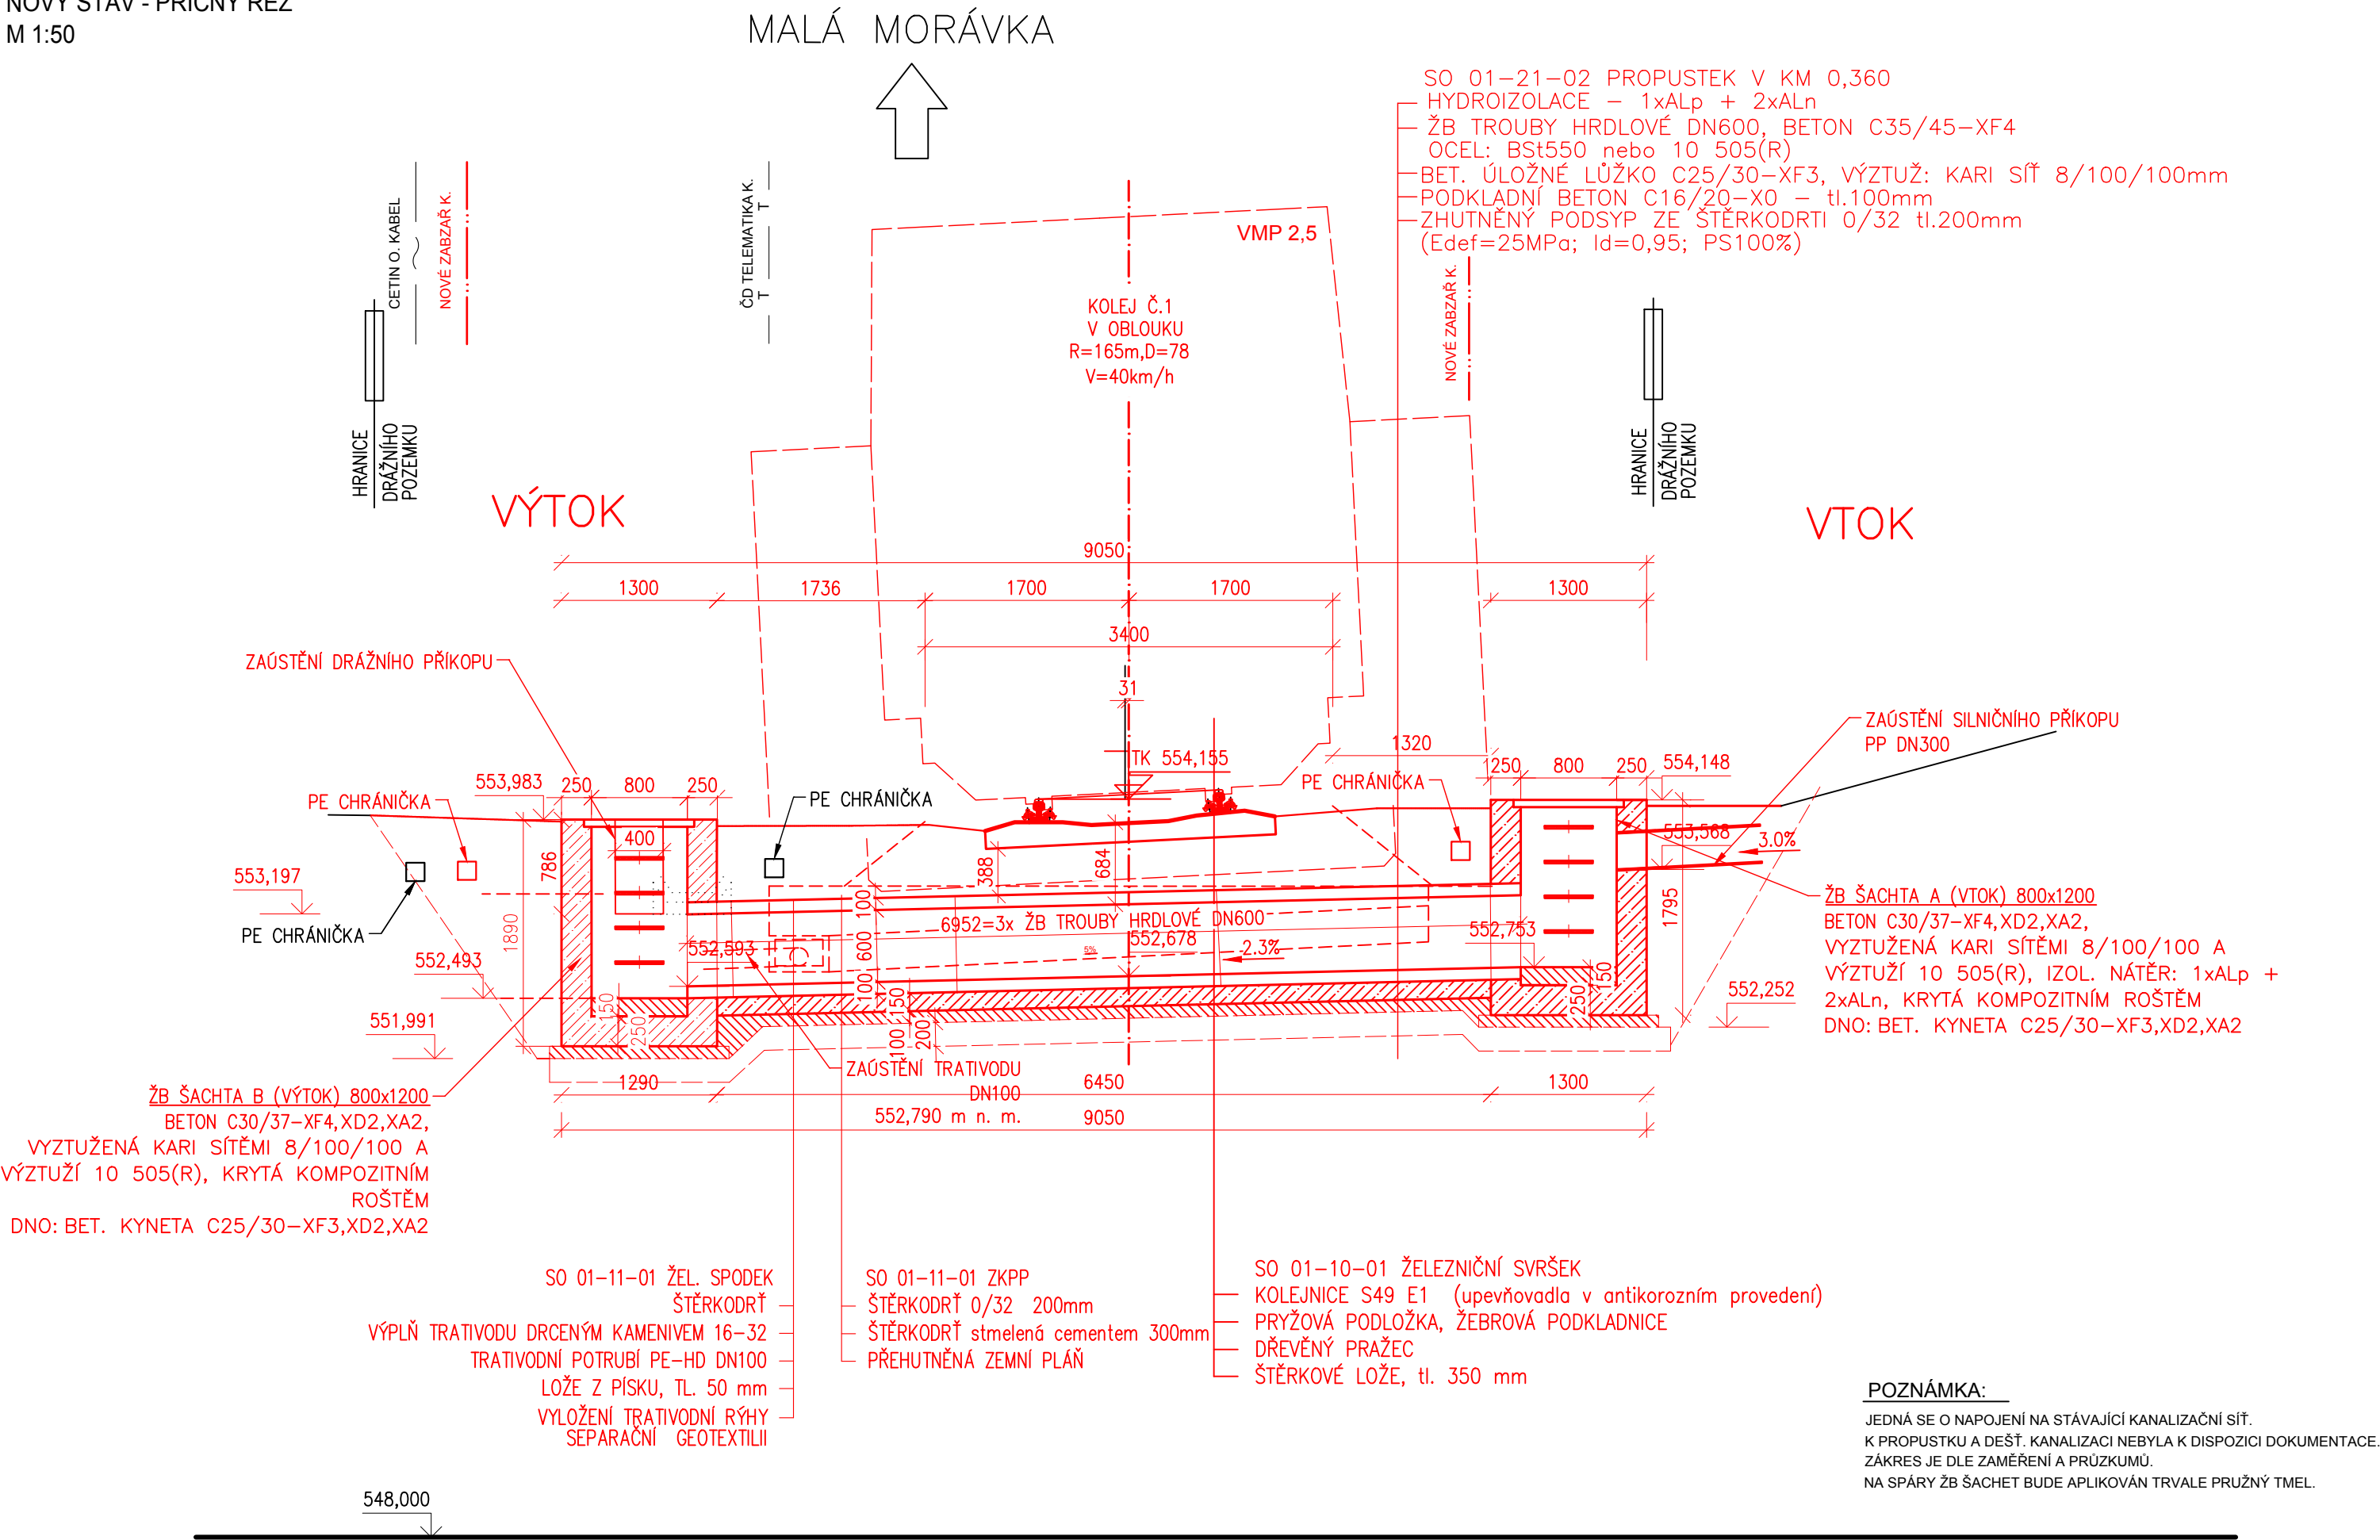 NOVÝ STAV - PŘÍČNÝ ŘEZ
M 1:50
MALÁ MORÁVKA
SO 01-21-02 PROPUSTEK V KM 0,360
HYDROIZOLACE - 1xALp + 2xALn
ŽB TROUBY HRDLOVÉ DN600, BETON C35/45-XF4
OCEL: BSt550 nebo 10 505(R)
BET. ÚLOŽNÉ LŮŽKO C25/30-XF3, VÝZTUŽ: KARI SÍŤ 8/100/100mm
PODKLADNÍ BETON C16/20-X0 - tl.100mm
ZHUTNĚNÝ PODSYP ZE ŠTĚRKODRTI 0/32 tl.200mm
(Edef=25MPa; Id=0,95; PS100%)
CETIN O. KABEL
NOVÉ ZABZAŘ K.
ČD TELEMATIKA K.
T
T
VMP 2,5
KOLEJ Č.1
V OBLOUKU
R=165m,D=78
V=40km/h
NOVÉ ZABZAŘ K.
HRANICE
DRÁŽNÍHO
POZEMKU
HRANICE
DRÁŽNÍHO
POZEMKU
VÝTOK
VTOK
9050
1300
1736
1700
1700
1300
3400
31
ZAÚSTĚNÍ DRÁŽNÍHO PŘÍKOPU
ZAÚSTĚNÍ SILNIČNÍHO PŘÍKOPU
PP DN300
1320
TK 554,155
553,983
250
800
250
PE CHRÁNIČKA
PE CHRÁNIČKA
PE CHRÁNIČKA
250
800
250
554,148
400
786
388
684
553,568
3.0%
553,197
PE CHRÁNIČKA
1890
100
6952=3x ŽB TROUBY HRDLOVÉ DN600
600
552,593
552,678
5%
2.3%
552,753
1795
552,493
551,991
150
250
100
150
100
200
250
150
552,252
ŽB ŠACHTA A (VTOK) 800x1200
BETON C30/37-XF4,XD2,XA2,
VYZTUŽENÁ KARI SÍTĚMI 8/100/100 A
VÝZTUŽÍ 10 505(R), IZOL. NÁTĚR: 1xALp +
2xALn, KRYTÁ KOMPOZITNÍM ROŠTĚM
DNO: BET. KYNETA C25/30-XF3,XD2,XA2
ZAÚSTĚNÍ TRATIVODU
DN100
552,790 m n. m.
1290
6450
1300
9050
ŽB ŠACHTA B (VÝTOK) 800x1200
BETON C30/37-XF4,XD2,XA2,
VYZTUŽENÁ KARI SÍTĚMI 8/100/100 A
VÝZTUŽÍ 10 505(R), KRYTÁ KOMPOZITNÍM
ROŠTĚM
DNO: BET. KYNETA C25/30-XF3,XD2,XA2
SO 01-11-01 ŽEL. SPODEK
ŠTĚRKODRŤ
VÝPLŇ TRATIVODU DRCENÝM KAMENIVEM 16-32
TRATIVODNÍ POTRUBÍ PE-HD DN100
LOŽE Z PÍSKU, TL. 50 mm
VYLOŽENÍ TRATIVODNÍ RÝHY
SEPARAČNÍ GEOTEXTILII
SO 01-11-01 ZKPP
ŠTĚRKODRŤ 0/32 200mm
ŠTĚRKODRŤ stmelená cementem 300mm
PŘEHUTNĚNÁ ZEMNÍ PLÁŇ
SO 01-10-01 ŽELEZNIČNÍ SVRŠEK
KOLEJNICE S49 E1 (upevňovadla v antikorozním provedení)
PRYŽOVÁ PODLOŽKA, ŽEBROVÁ PODKLADNICE
DŘEVĚNÝ PRAŽEC
ŠTĚRKOVÉ LOŽE, tl. 350 mm
POZNÁMKA:
JEDNÁ SE O NAPOJENÍ NA STÁVAJÍCÍ KANALIZAČNÍ SÍŤ.
K PROPUSTKU A DEŠŤ. KANALIZACI NEBYLA K DISPOZICI DOKUMENTACE.
ZÁKRES JE DLE ZAMĚŘENÍ A PRŮZKUMŮ.
NA SPÁRY ŽB ŠACHET BUDE APLIKOVÁN TRVALE PRUŽNÝ TMEL.
548,000